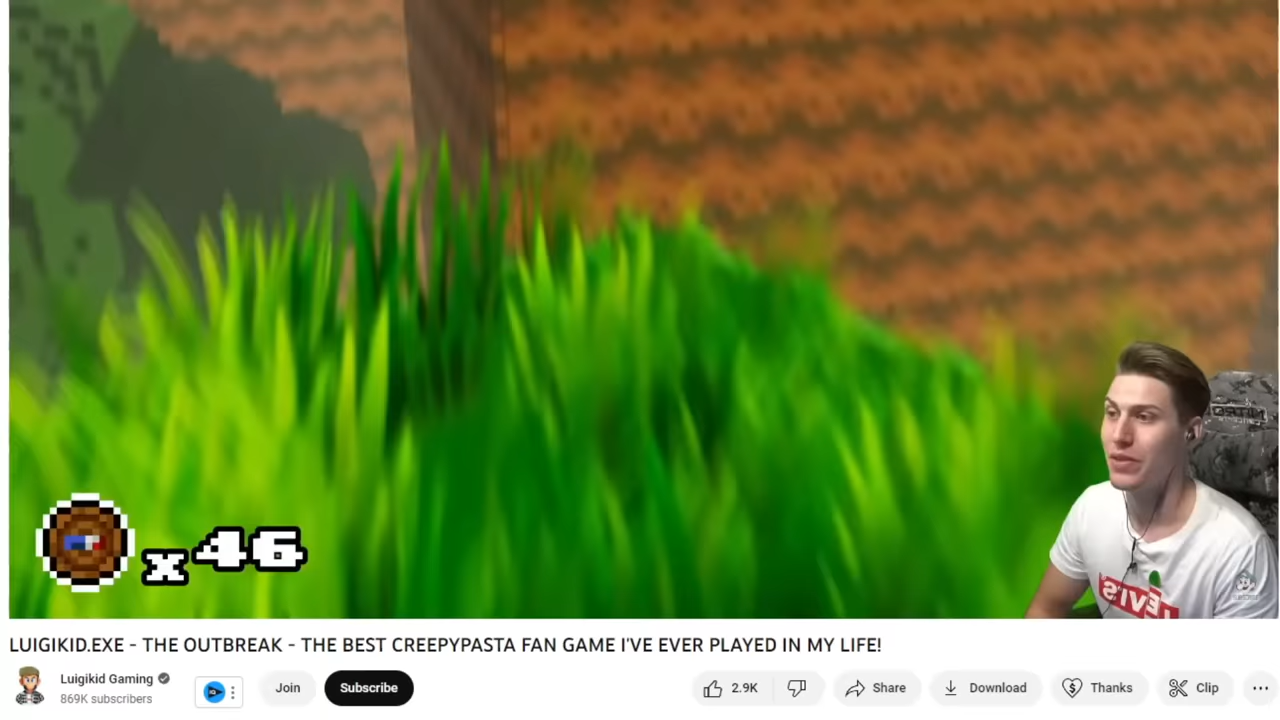 NITRO
x46
LEVI'S
LUIGIKID.EXE - THE OUTBREAK - THE BEST CREEPYPASTA FAN GAME I'VE EVER PLAYED IN MY LIFE!
Luigikid Gaming
869K subscribers
Join
Subscribe
2.9K
Share
Download
Thanks
Clip